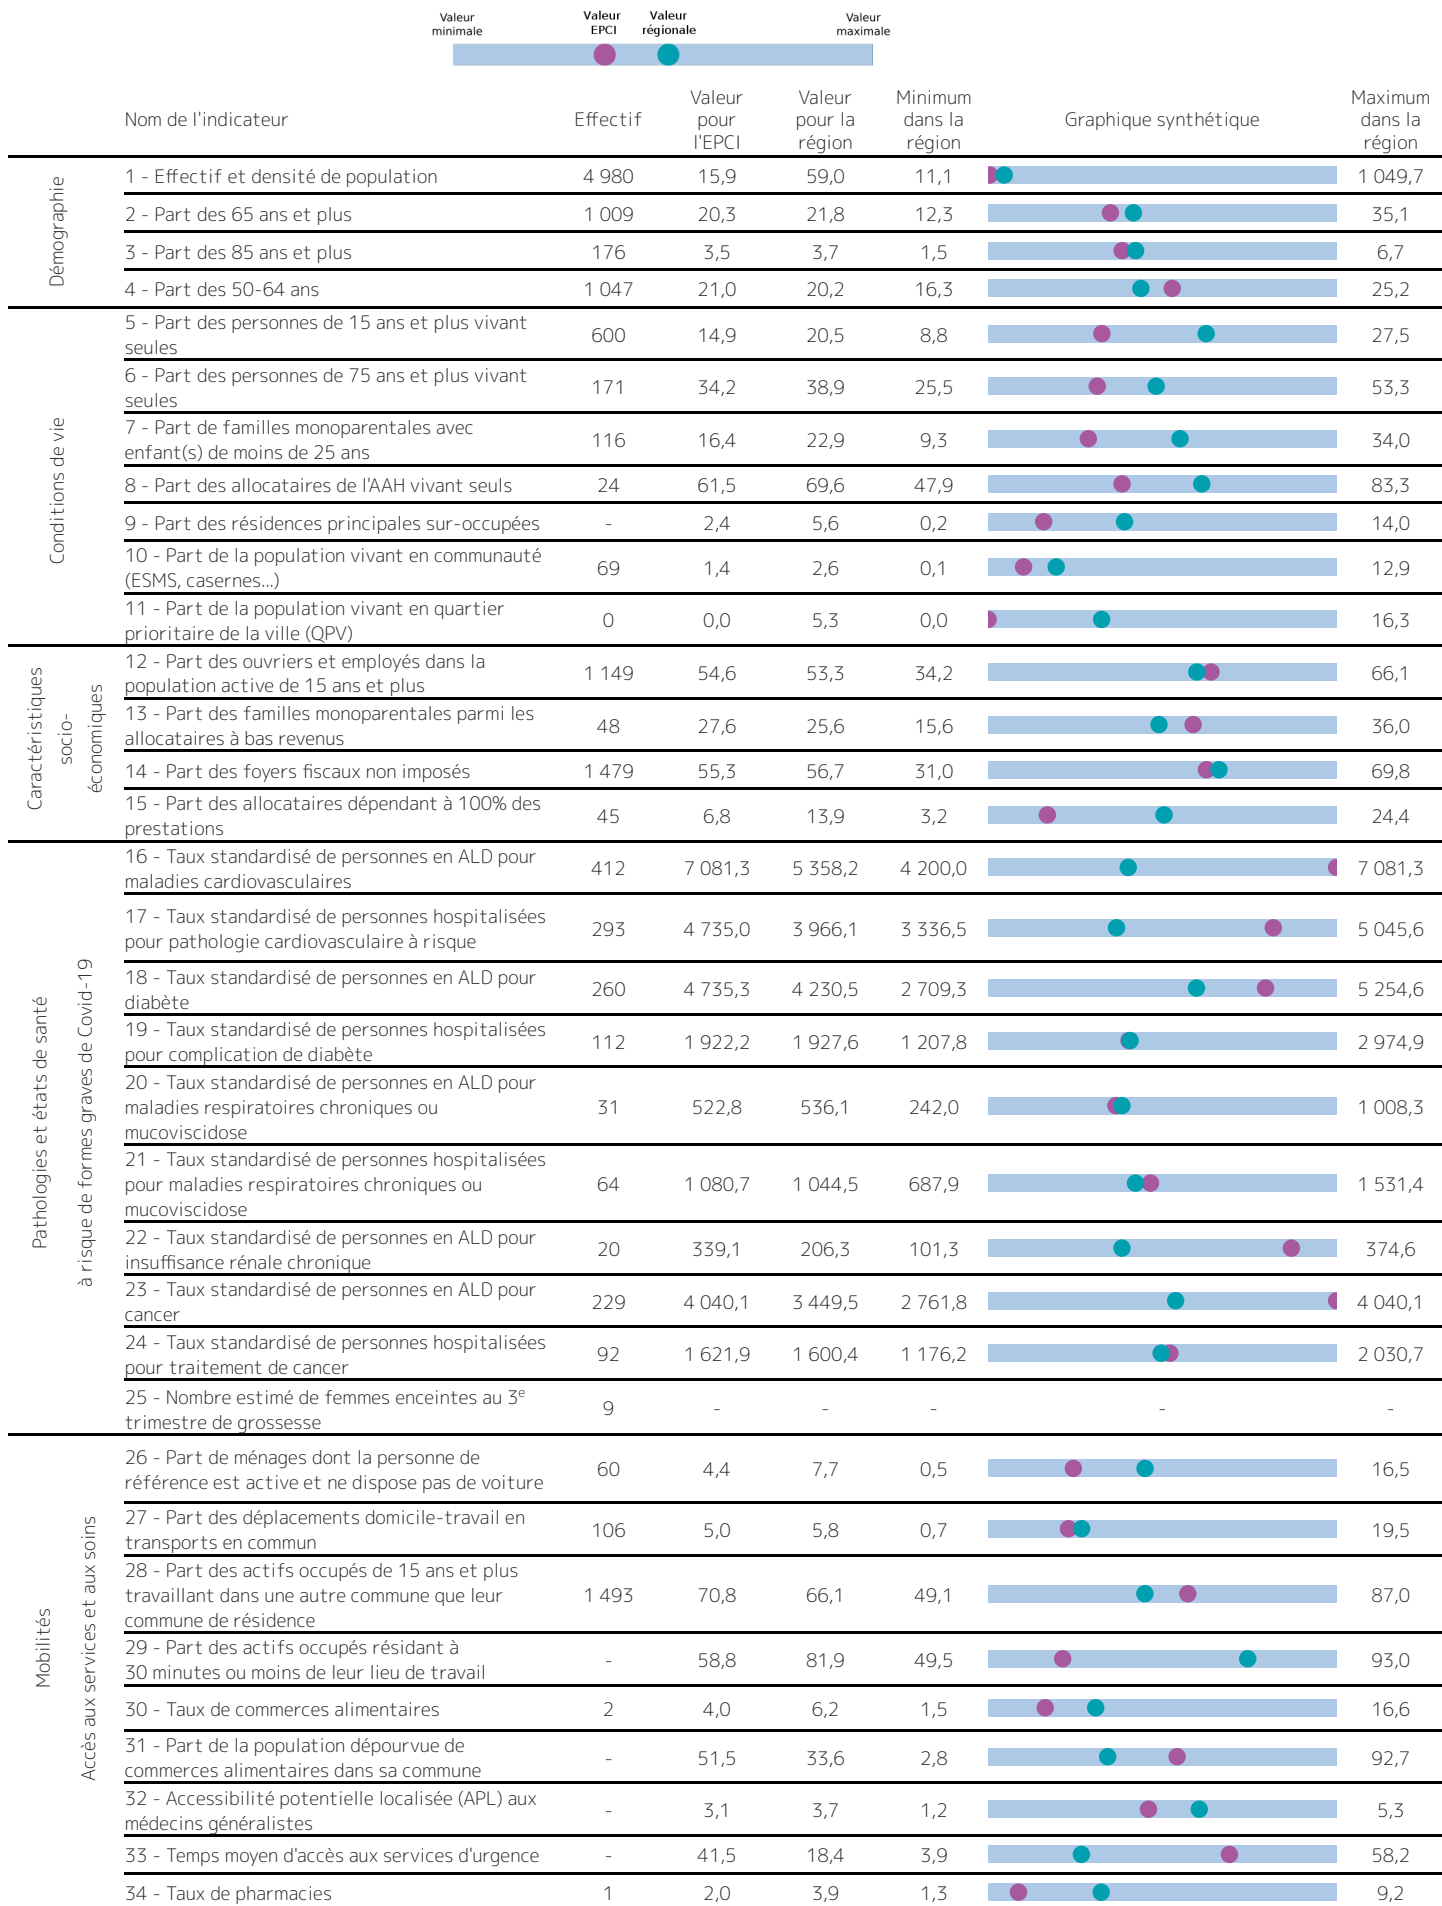 Valeur
minimale
Valeur
EPCI
Valeur
régionale
Valeur
maximale
Nom de l'indicateur
Effectif
Valeur
pour
l'EPCI
Valeur
pour la
région
Minimum
dans la
région
Graphique synthétique
Maximum
dans la
région
Démographie
1 - Effectif et densité de population 4 980 15,9 59,0 11,1 1 049,7
2 - Part des 65 ans et plus 1 009 20,3 21,8 12,3 35,1
3 - Part des 85 ans et plus 176 3,5 3,7 1,5 6,7
4 - Part des 50-64 ans 1 047 21,0 20,2 16,3 25,2
Conditions de vie
5 - Part des personnes de 15 ans et plus vivant
seules
600 14,9 20,5 8,8 27,5
6 - Part des personnes de 75 ans et plus vivant
seules
171 34,2 38,9 25,5 53,3
7 - Part de familles monoparentales avec
enfant(s) de moins de 25 ans
116 16,4 22,9 9,3 34,0
8 - Part des allocataires de l'AAH vivant seuls 24 61,5 69,6 47,9 83,3
9 - Part des résidences principales sur-occupées - 2,4 5,6 0,2 14,0
10 - Part de la population vivant en communauté
(ESMS, casernes...)
69 1,4 2,6 0,1 12,9
11 - Part de la population vivant en quartier
prioritaire de la ville (QPV)
0 0,0 5,3 0,0 16,3
Caractéristiques
socio-
économiques
12 - Part des ouvriers et employés dans la
population active de 15 ans et plus
1 149 54,6 53,3 34,2 66,1
13 - Part des familles monoparentales parmi les
allocataires à bas revenus
48 27,6 25,6 15,6 36,0
14 - Part des foyers fiscaux non imposés 1 479 55,3 56,7 31,0 69,8
15 - Part des allocataires dépendant à 100% des
prestations
45 6,8 13,9 3,2 24,4
Pathologies et états de santé
à risque de formes graves de Covid-19
16 - Taux standardisé de personnes en ALD pour
maladies cardiovasculaires
412 7 081,3 5 358,2 4 200,0 7 081,3
17 - Taux standardisé de personnes hospitalisées
pour pathologie cardiovasculaire à risque
293 4 735,0 3 966,1 3 336,5 5 045,6
18 - Taux standardisé de personnes en ALD pour
diabète
260 4 735,3 4 230,5 2 709,3 5 254,6
19 - Taux standardisé de personnes hospitalisées
pour complication de diabète
112 1 922,2 1 927,6 1 207,8 2 974,9
20 - Taux standardisé de personnes en ALD pour
maladies respiratoires chroniques ou
mucoviscidose
31 522,8 536,1 242,0 1 008,3
21 - Taux standardisé de personnes hospitalisées
pour maladies respiratoires chroniques ou
mucoviscidose
64 1 080,7 1 044,5 687,9 1 531,4
22 - Taux standardisé de personnes en ALD pour
insuffisance rénale chronique
20 339,1 206,3 101,3 374,6
23 - Taux standardisé de personnes en ALD pour
cancer
229 4 040,1 3 449,5 2 761,8 4 040,1
24 - Taux standardisé de personnes hospitalisées
pour traitement de cancer
92 1 621,9 1 600,4 1 176,2 2 030,7
25 - Nombre estimé de femmes enceintes au 3e
trimestre de grossesse
9 - - - - -
Mobilités
Accès aux services et aux soins
26 - Part de ménages dont la personne de
référence est active et ne dispose pas de voiture
60 4,4 7,7 0,5 16,5
27 - Part des déplacements domicile-travail en
transports en commun
106 5,0 5,8 0,7 19,5
28 - Part des actifs occupés de 15 ans et plus
travaillant dans une autre commune que leur
commune de résidence
1 493 70,8 66,1 49,1 87,0
29 - Part des actifs occupés résidant à
30 minutes ou moins de leur lieu de travail
- 58,8 81,9 49,5 93,0
30 - Taux de commerces alimentaires 2 4,0 6,2 1,5 16,6
31 - Part de la population dépourvue de
commerces alimentaires dans sa commune
- 51,5 33,6 2,8 92,7
32 - Accessibilité potentielle localisée (APL) aux
médecins généralistes
- 3,1 3,7 1,2 5,3
33 - Temps moyen d'accès aux services d'urgence - 41,5 18,4 3,9 58,2
34 - Taux de pharmacies 1 2,0 3,9 1,3 9,2